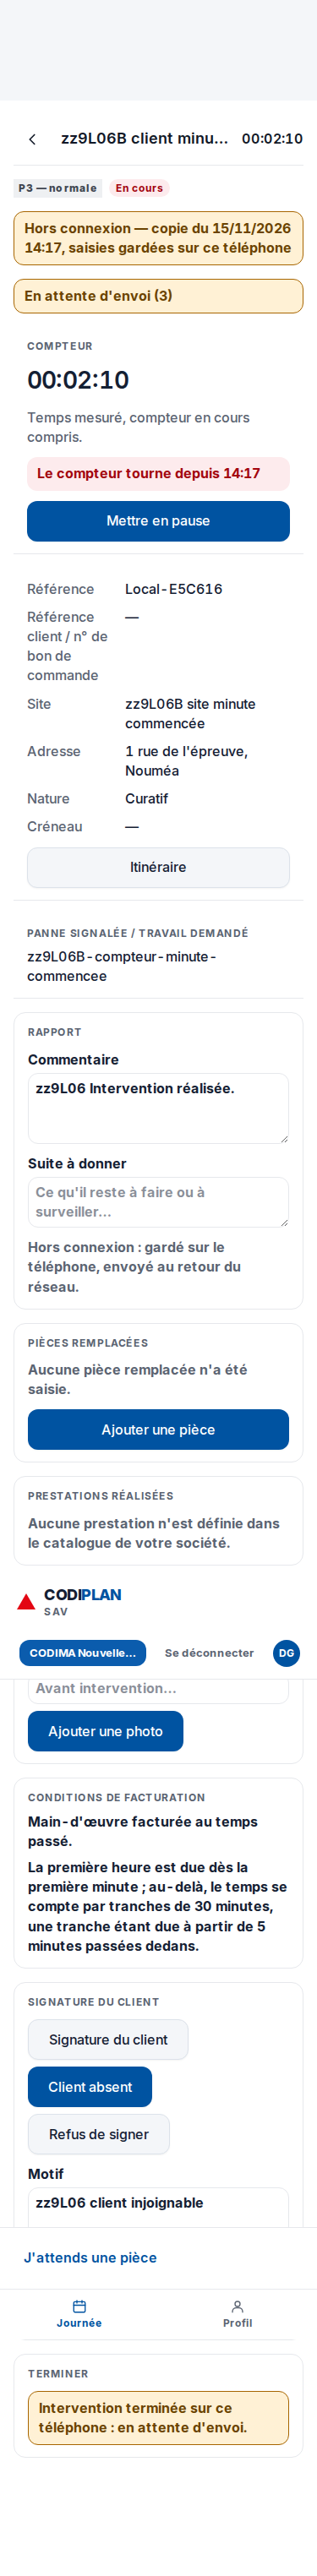 zz9L06B client minu... 00:02:10
P3 — normale En cours
Hors connexion — copie du 15/11/2026
14:17, saisies gardées sur ce téléphone
En attente d'envoi (3)
COMPTEUR
00:02:10
Temps mesuré, compteur en cours
compris.
Le compteur tourne depuis 14:17
Mettre en pause
Référence Local-E5C616
Référence —
client / n° de
bon de
commande
Site zz9L06B site minute
commencée
Adresse 1 rue de l'épreuve,
Nouméa
Nature Curatif
Créneau —
Itinéraire
PANNE SIGNALÉE / TRAVAIL DEMANDÉ
zz9L06B-compteur-minute-
commencee
RAPPORT
Commentaire
zz9L06 Intervention réalisée.
Suite à donner
Ce qu'il reste à faire ou à
surveiller...
Hors connexion : gardé sur le
téléphone, envoyé au retour du
réseau.
PIÈCES REMPLACÉES
Aucune pièce remplacée n'a été
saisie.
Ajouter une pièce
PRESTATIONS RÉALISÉES
Aucune prestation n'est définie dans
le catalogue de votre société.
CODIPLAN
SAV
CODIMA Nouvelle... Se déconnecter DG
Avant intervention...
Ajouter une photo
CONDITIONS DE FACTURATION
Main-d'œuvre facturée au temps
passé.
La première heure est due dès la
première minute ; au-delà, le temps se
compte par tranches de 30 minutes,
une tranche étant due à partir de 5
minutes passées dedans.
SIGNATURE DU CLIENT
Signature du client
Client absent
Refus de signer
Motif
zz9L06 client injoignable
J'attends une pièce
Journée Profil
TERMINER
Intervention terminée sur ce
téléphone : en attente d'envoi.